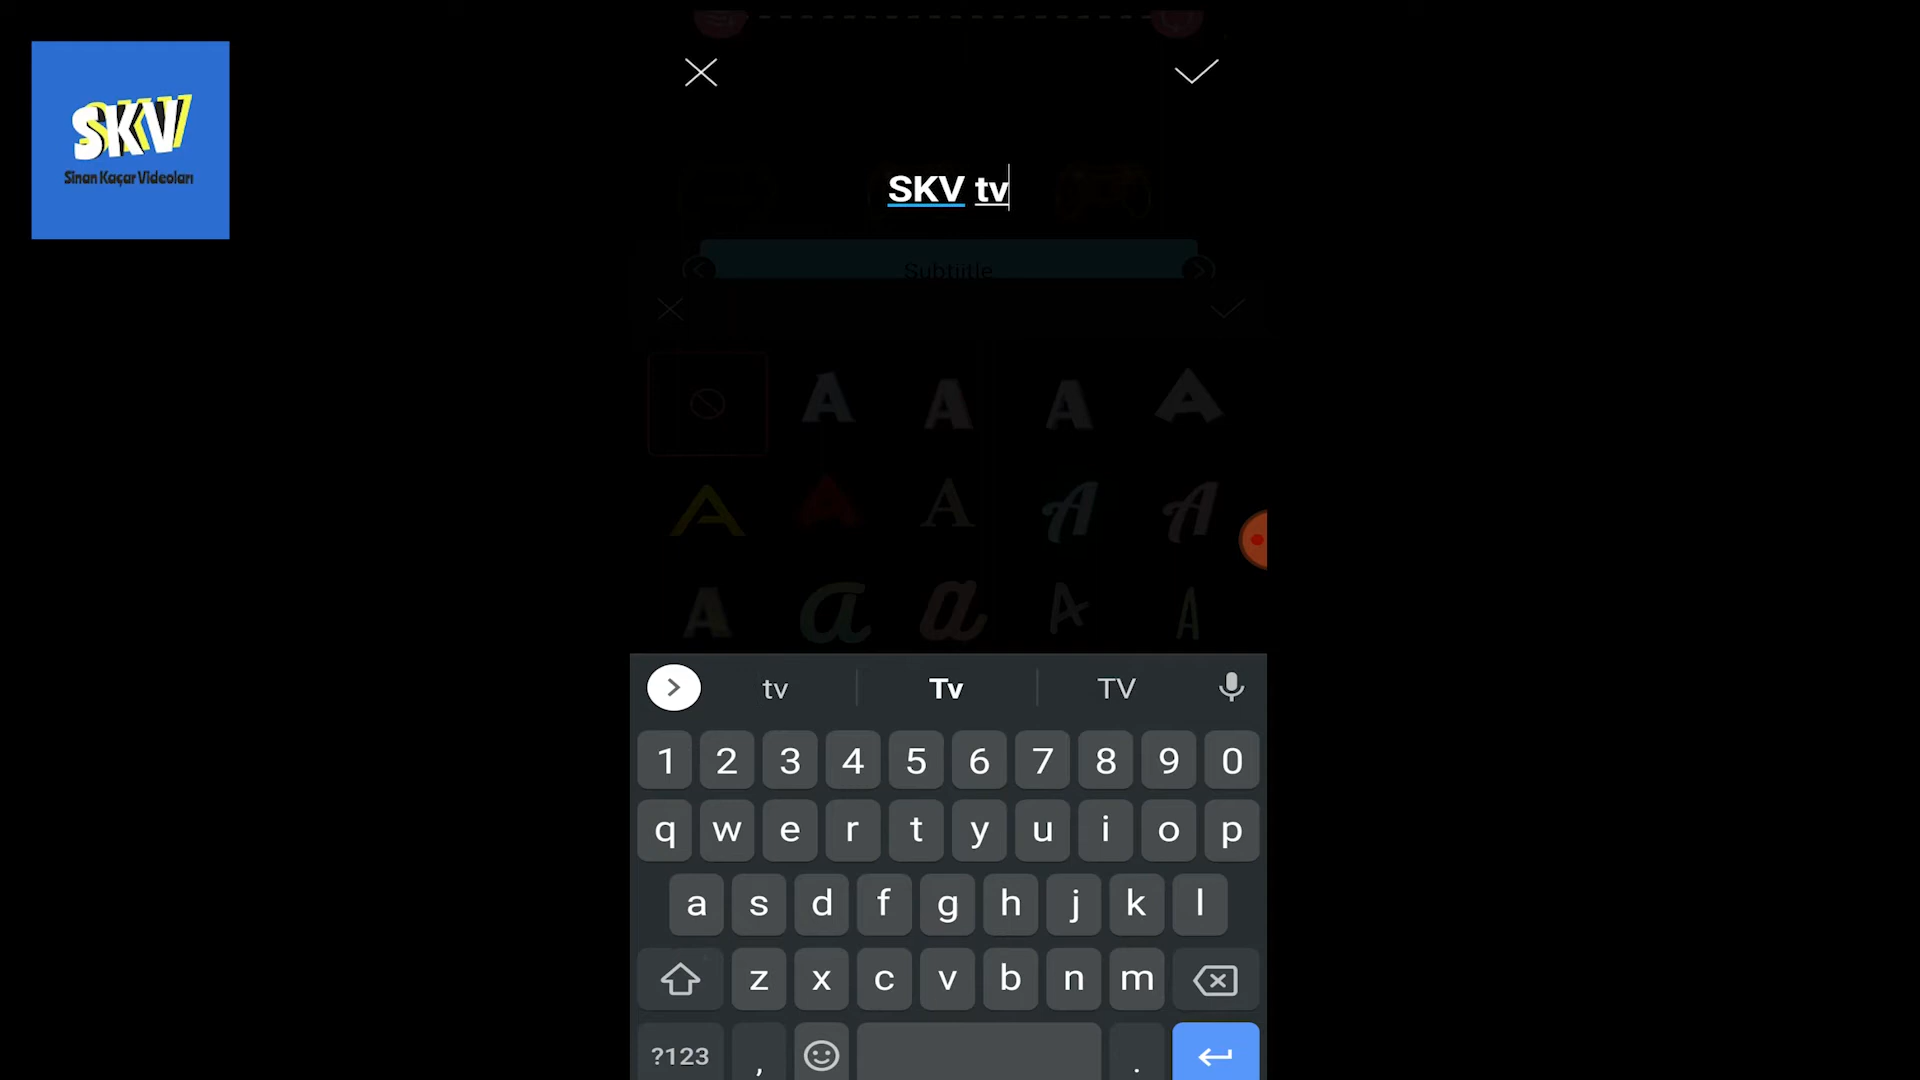 SKV
Sinan Kaçar Videoları
SKV tv
Subtitle
A A A A
A A A A A
A a a A A
tv Tv TV
1 2 3 4 5 6 7 8 9 0
q w e r t y u i o p
a s d f g h j k l
z x c v b n m
?123 , .